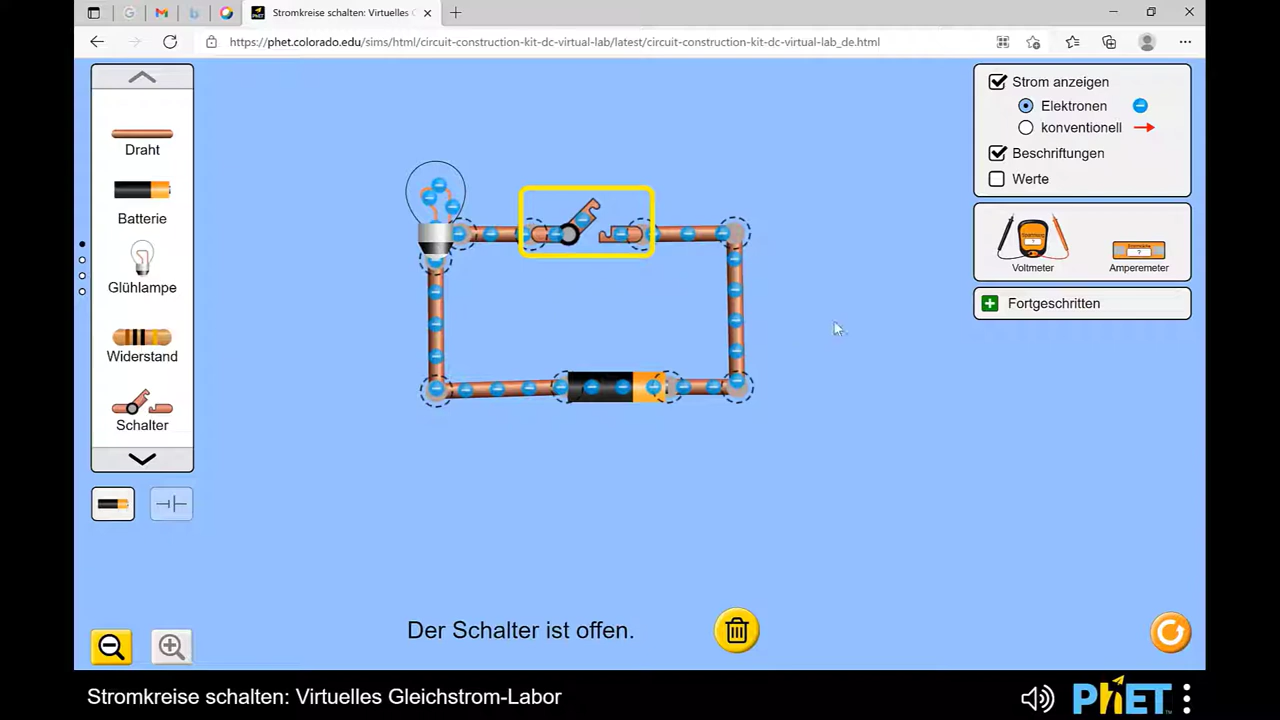 Stromkreise schalten: Virtuelles G
https://phet.colorado.edu/sims/html/circuit-construction-kit-dc-virtual-lab/latest/circuit-construction-kit-dc-virtual-lab_de.html
Draht
Batterie
Glühlampe
Widerstand
Schalter
Strom anzeigen
Elektronen
konventionell
Beschriftungen
Werte
Voltmeter
Amperemeter
Fortgeschritten
Der Schalter ist offen.
Stromkreise schalten: Virtuelles Gleichstrom-Labor
PhET